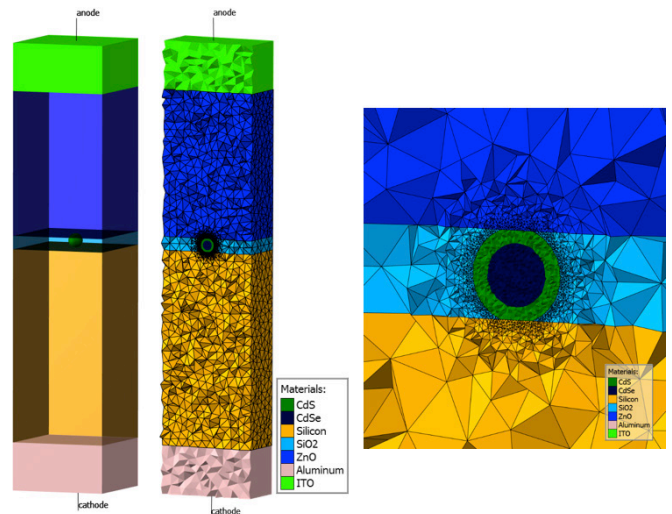 anode
anode
Materials:
CdS
CdSe
Silicon
SiO2
ZnO
Aluminum
ITO
cathode
cathode
Materials:
CdS
CdSe
Silicon
SiO2
ZnO
Aluminum
ITO